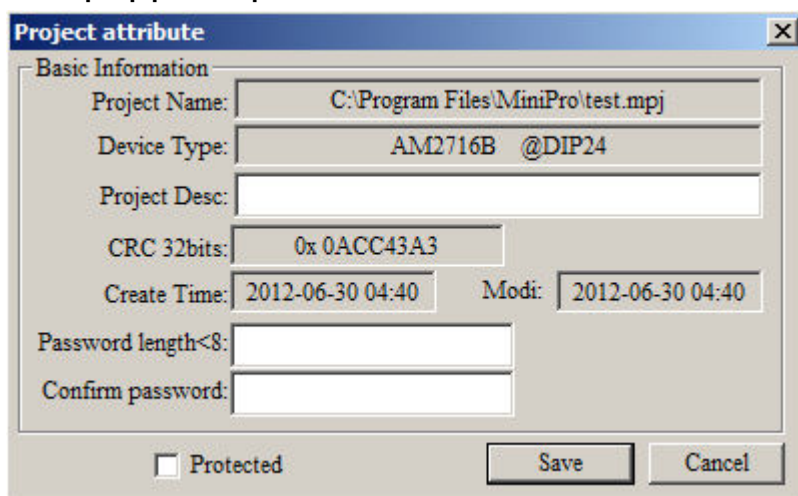 Project attribute
Basic Information
Project Name: C:\Program Files\MiniPro\test.mpj
Device Type: AM2716B @DIP24
Project Desc:
CRC 32bits: 0x 0ACC43A3
Create Time: 2012-06-30 04:40 Modi: 2012-06-30 04:40
Password length<8:
Confirm password:
Protected Save Cancel